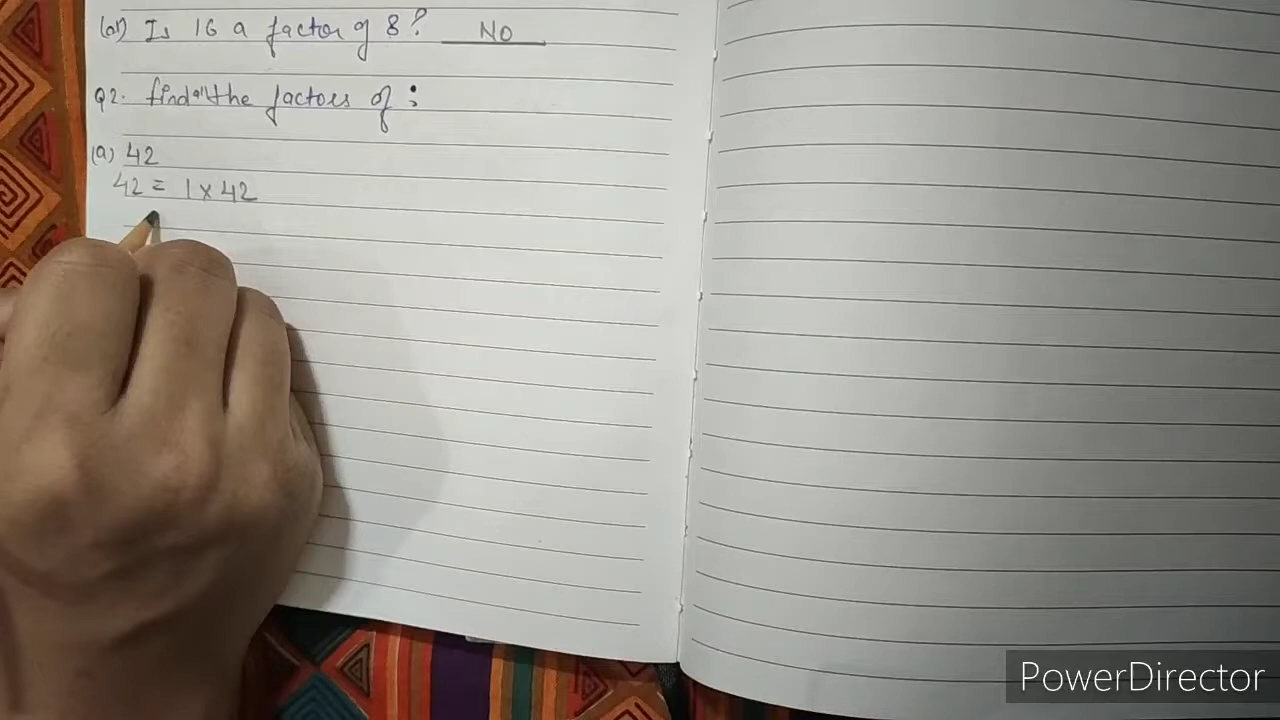 (d) Is 16 a factor of 8? No
Q2. find all the factors of :
(a) 42
42 = 1 x 42
PowerDirector